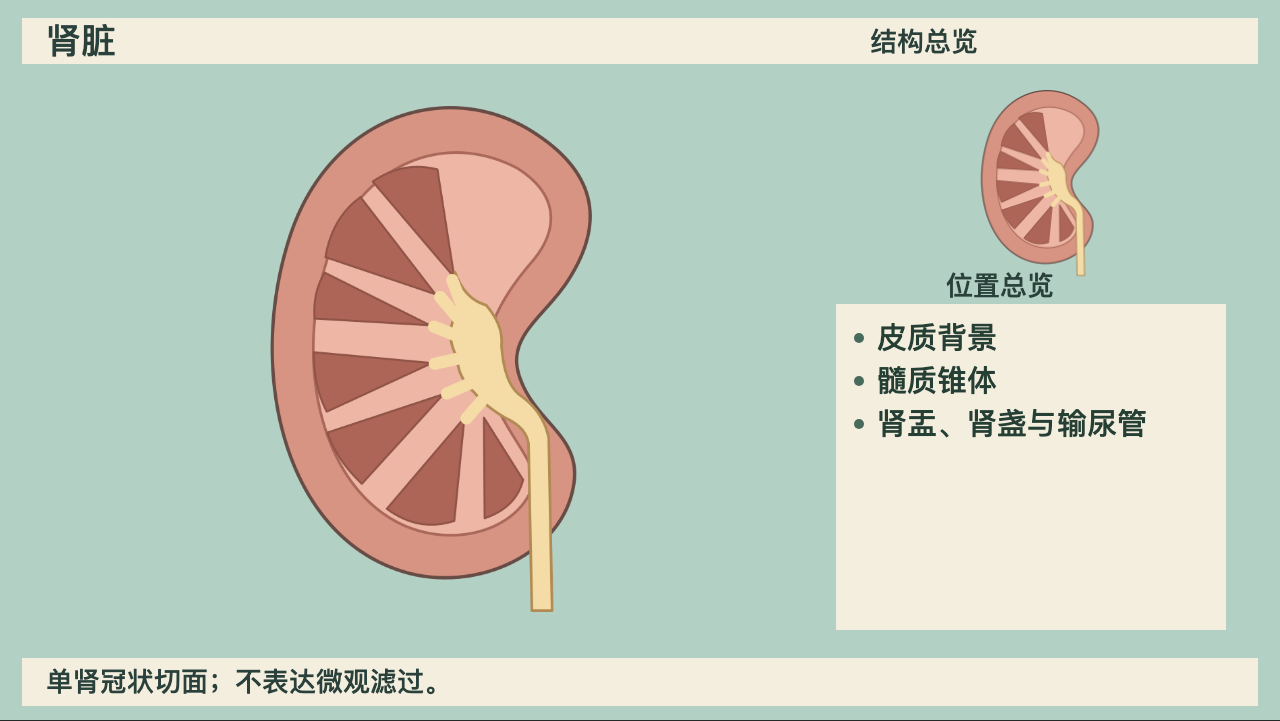 肾脏
结构总览
位置总览
• 皮质背景
• 髓质锥体
• 肾盂、肾盏与输尿管
单肾冠状切面；不表达微观滤过。